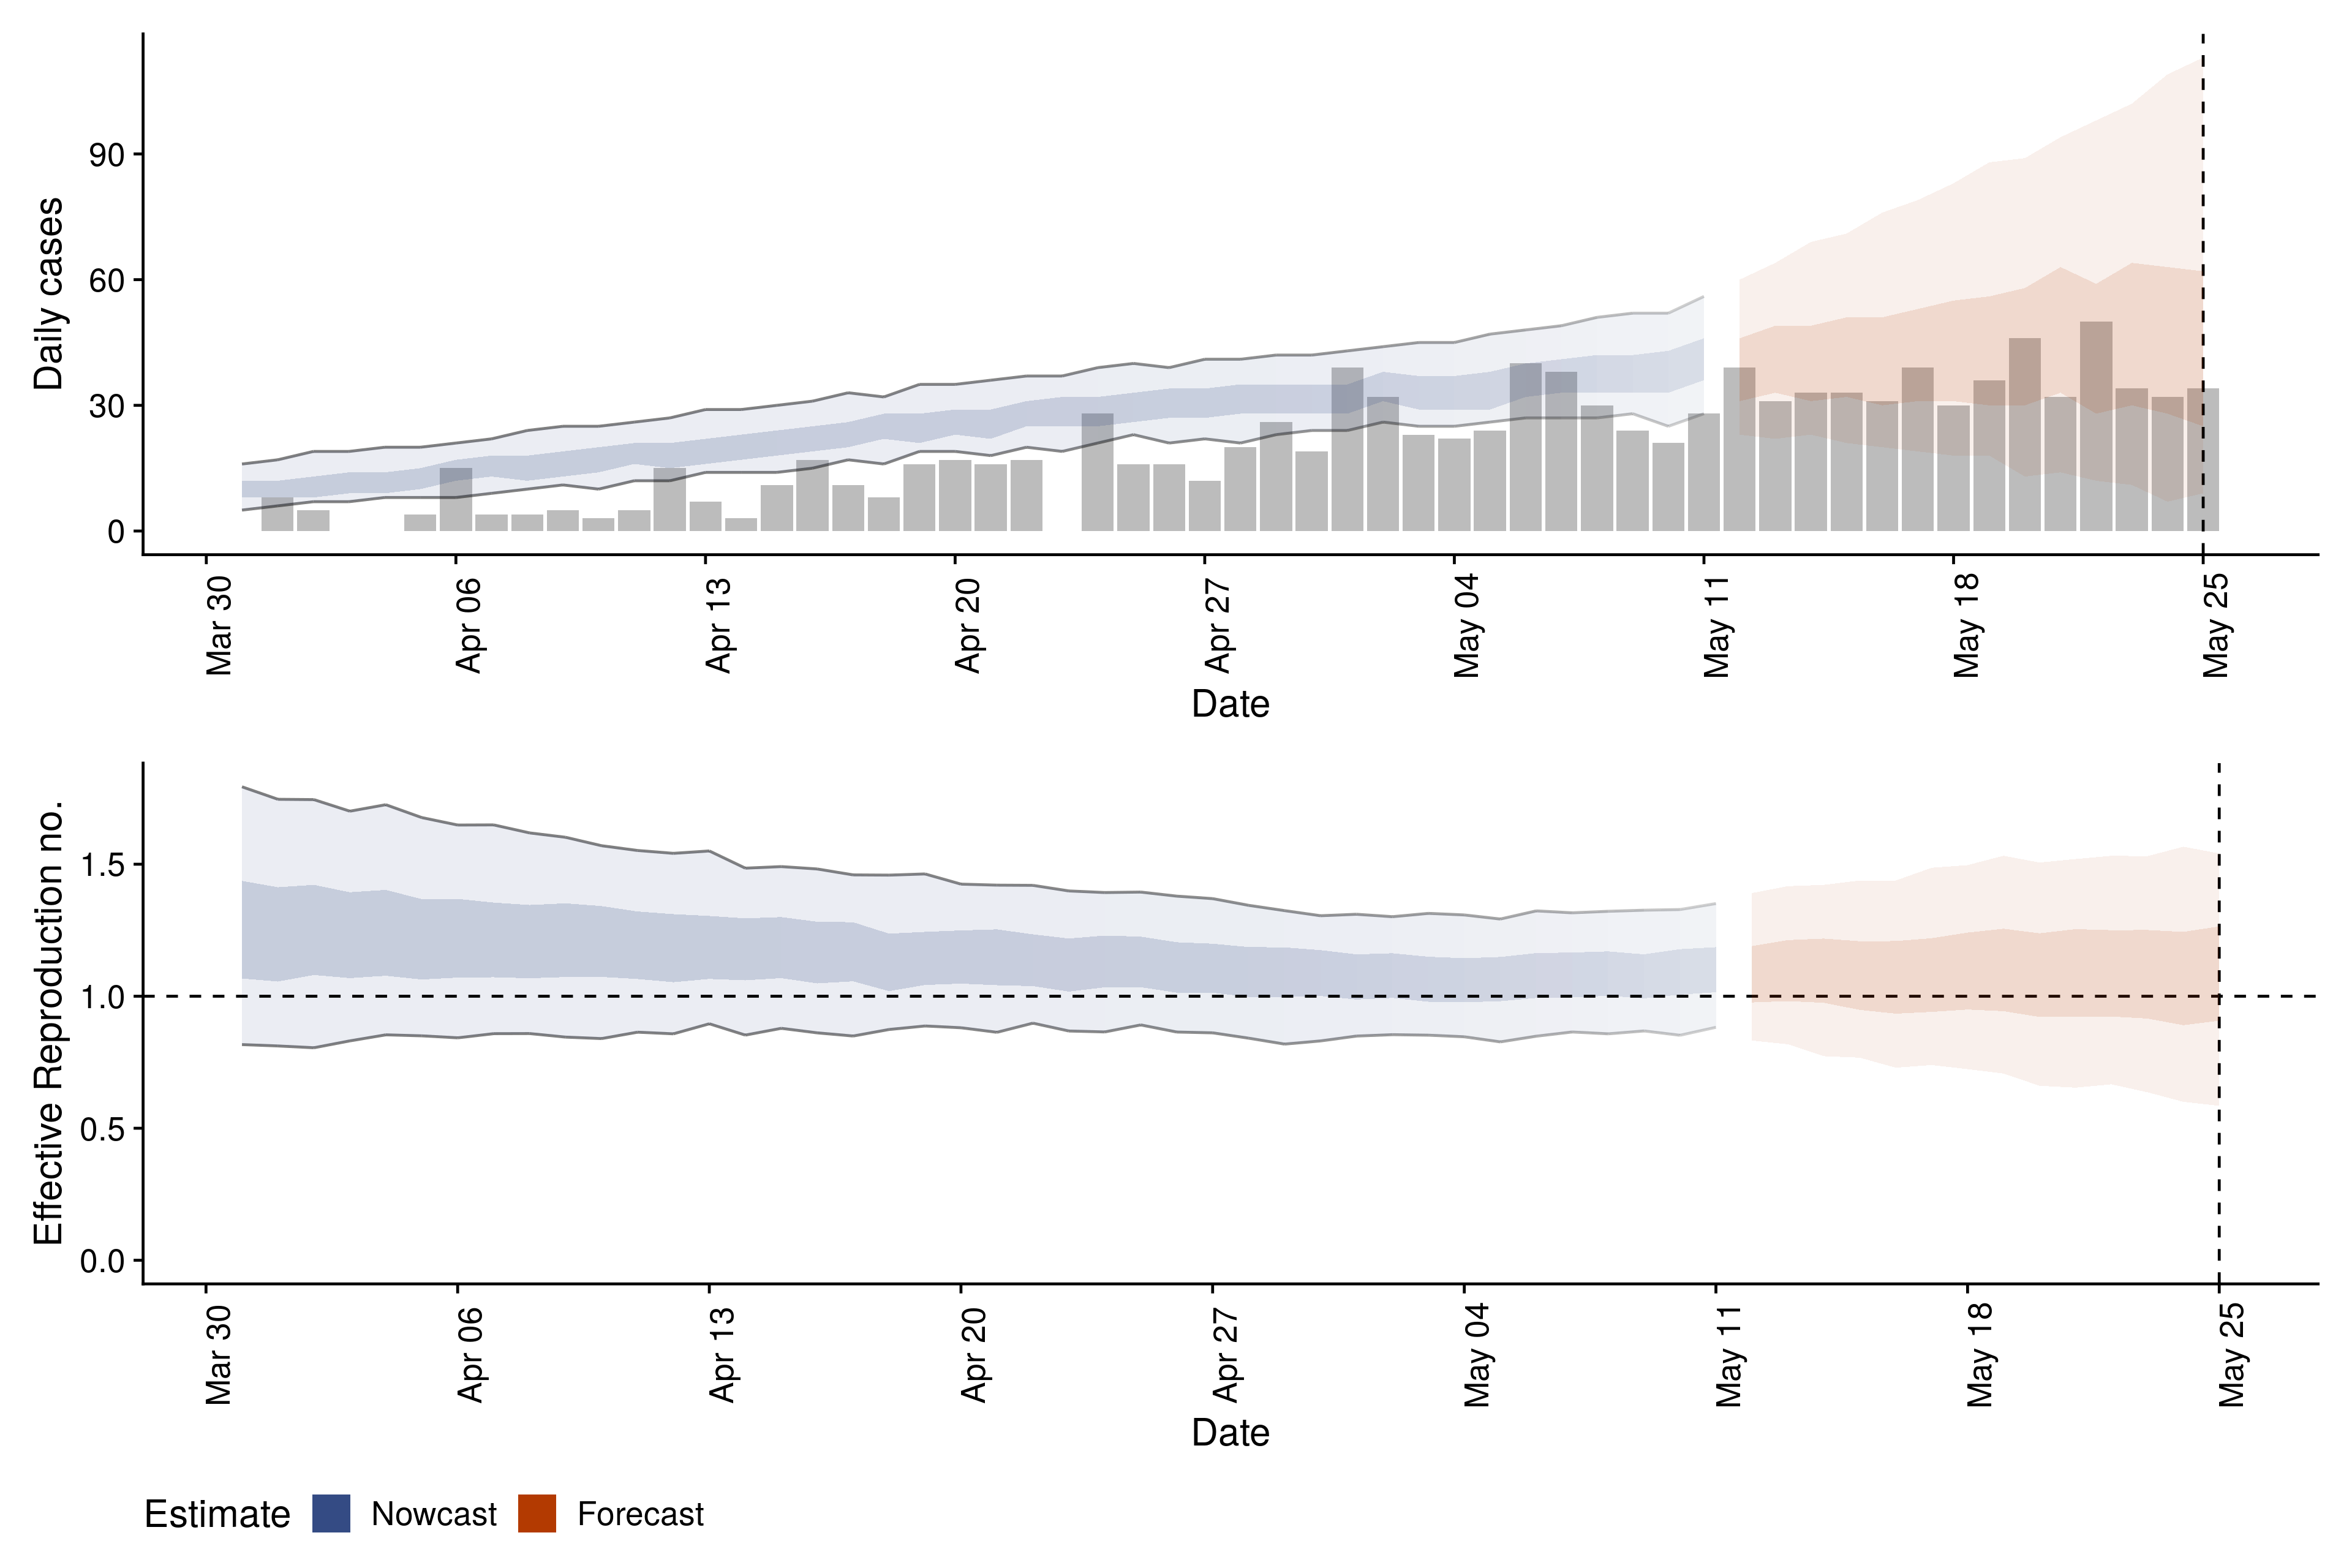 Daily cases
90
60
30
0
Mar 30
Apr 06
Apr 13
Apr 20
Apr 27
May 04
May 11
May 18
May 25
Date
Effective Reproduction no.
1.5
1.0
0.5
0.0
Mar 30
Apr 06
Apr 13
Apr 20
Apr 27
May 04
May 11
May 18
May 25
Date
Estimate Nowcast Forecast